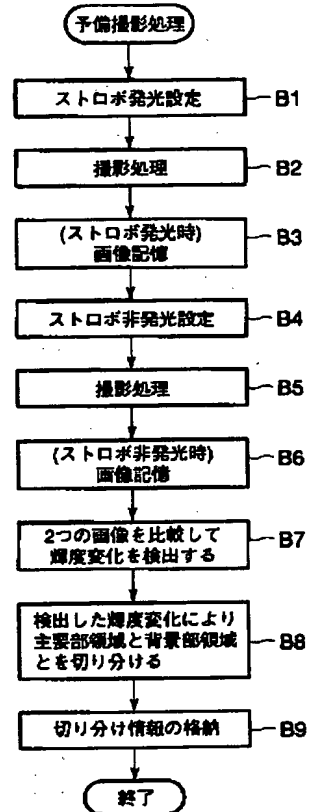 予備撮影処理
ストロボ発光設定
B1
撮影処理
B2
(ストロボ発光時)
画像記憶
B3
ストロボ非発光設定
B4
撮影処理
B5
(ストロボ非発光時)
画像記憶
B6
2つの画像を比較して
輝度変化を検出する
B7
検出した輝度変化により
主要部領域と背景部領域
とを切り分ける
B8
切り分け情報の格納
B9
終了